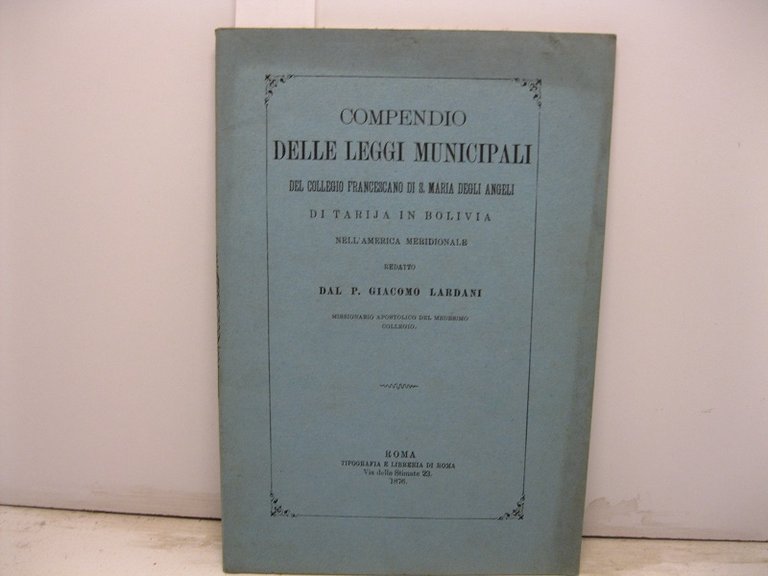 COMPENDIO
DELLE LEGGI MUNICIPALI
DEL COLLEGIO FRANCESCANO DI S. MARIA DEGLI ANGELI
DI TARIJA IN BOLIVIA
NELL'AMERICA MERIDIONALE
REDATTO
DAL P. GIACOMO LARDANI
MISSIONARIO APOSTOLICO DEL MEDESIMO
COLLEGIO.
ROMA
TIPOGRAFIA E LIBRERIA DI ROMA
Via delle Stimate 23.
1876.